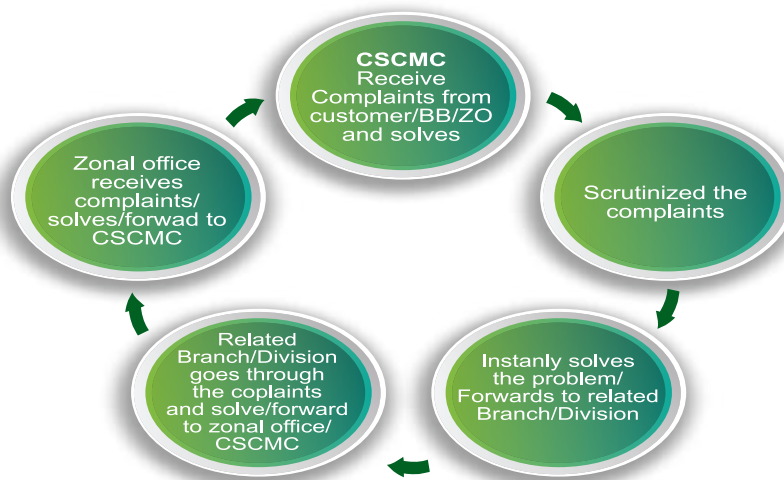 CSCMC
Receive
Complaints from
customer/BB/ZO
and solves
Scrutinized the
complaints
Instanly solves
the problem/
Forwards to related
Branch/Division
Related
Branch/Division
goes through
the coplaints
and solve/forward
to zonal office/
CSCMC
Zonal office
receives
complaints/
solves/forwad to
CSCMC